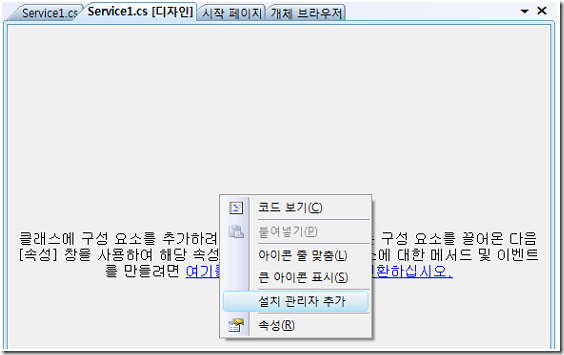 Service1.cs Service1.cs [디자인] 시작 페이지 개체 브라우저
코드 보기(C)
붙여넣기(P)
아이콘 줄 맞춤(L)
큰 아이콘 표시(S)
설치 관리자 추가
속성(R)
클래스에 구성 요소를 추가하려 구성 요소를 끌어온 다음
[속성] 창을 사용하여 해당 속성 에 대한 메서드 및 이벤트
를 만들려면 여기를 환하십시오.